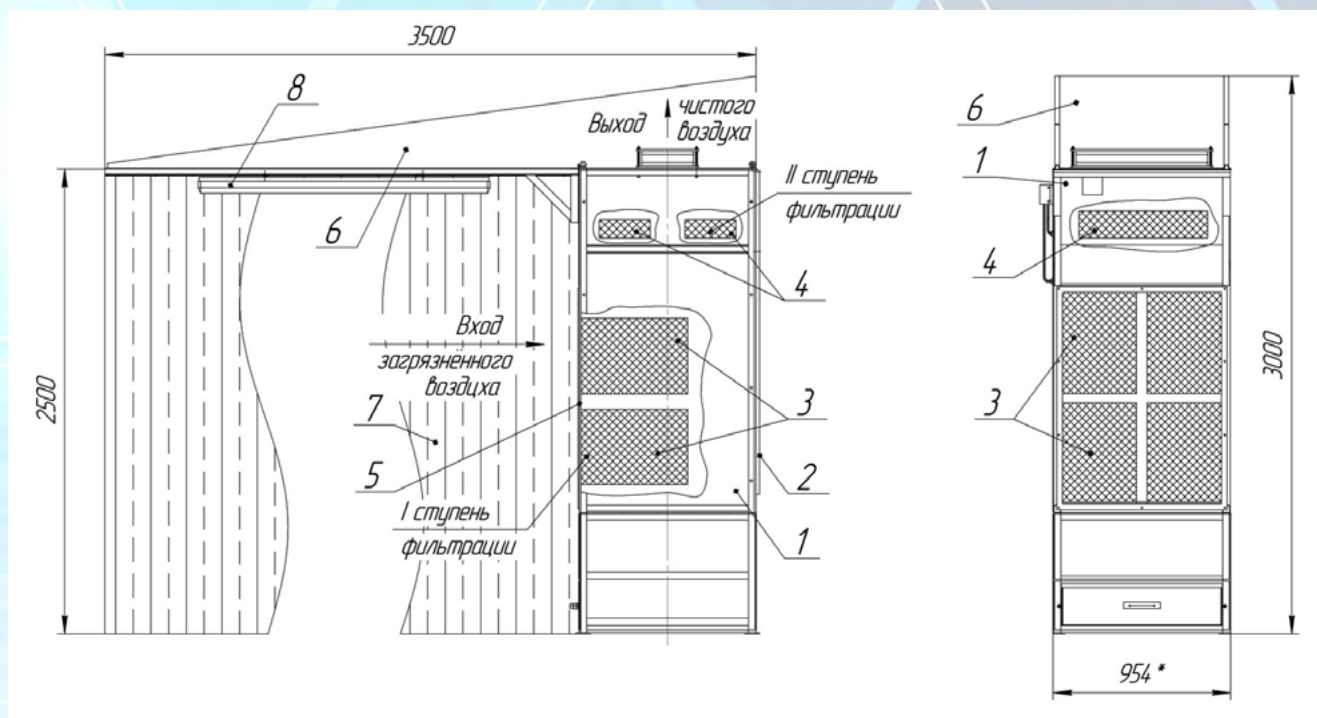 3500
8
Выход
чистого
воздуха
6
6
1
II ступень
фильтрации
4
4
Вход
загрязненного
воздуха
2500
3000
3
3
7
5
2
I ступень
фильтрации
1
954 *